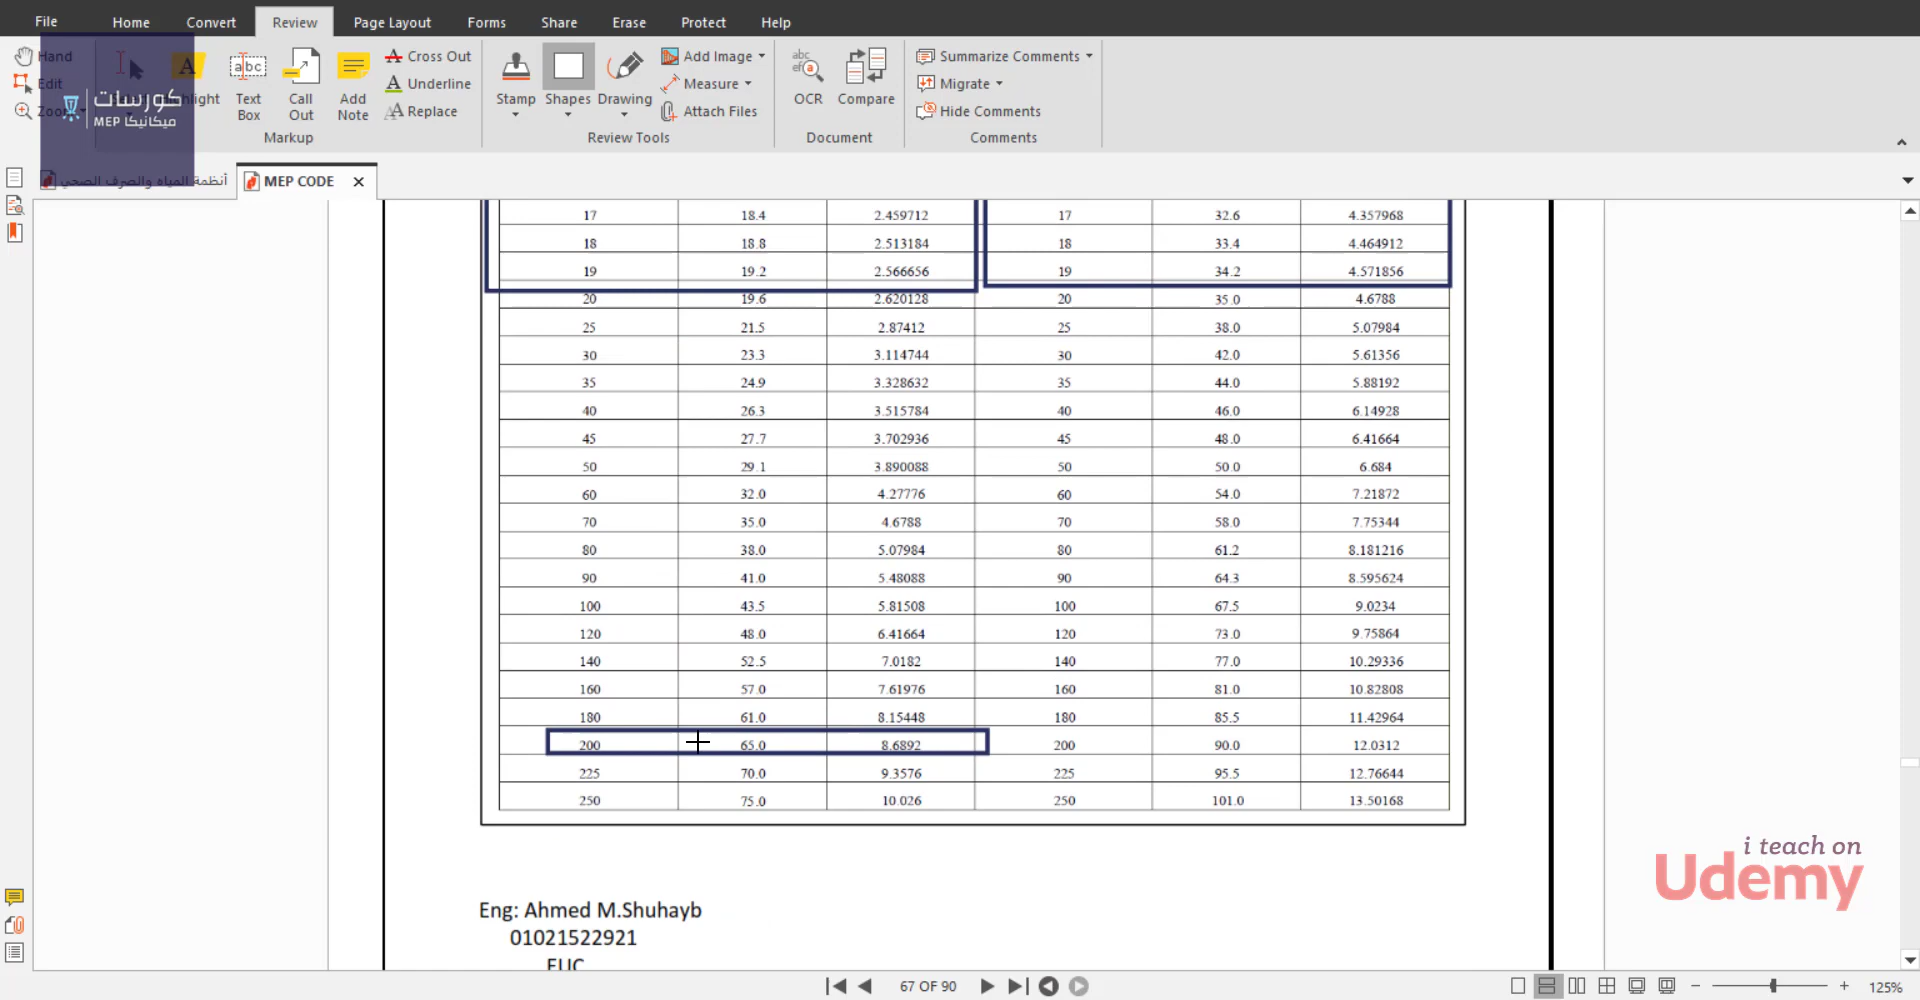 File Home Convert Review Page Layout Forms Share Erase Protect Help
Hand
Edit
Zoom
Highlight
كورسات
ميكانيكا MEP
Text Box
Call Out
Add Note
Cross Out
Underline
Replace
Markup
Stamp
Shapes
Drawing
Add Image
Measure
Attach Files
Review Tools
OCR
Compare
Document
Summarize Comments
Migrate
Hide Comments
Comments
أنظمة المياه والصرف الصحي
MEP CODE
17 18.4 2.459712 17 32.6 4.357968
18 18.8 2.513184 18 33.4 4.464912
19 19.2 2.566656 19 34.2 4.571856
20 19.6 2.620128 20 35.0 4.6788
25 21.5 2.87412 25 38.0 5.07984
30 23.3 3.114744 30 42.0 5.61356
35 24.9 3.328632 35 44.0 5.88192
40 26.3 3.515784 40 46.0 6.14928
45 27.7 3.702936 45 48.0 6.41664
50 29.1 3.890088 50 50.0 6.684
60 32.0 4.27776 60 54.0 7.21872
70 35.0 4.6788 70 58.0 7.75344
80 38.0 5.07984 80 61.2 8.181216
90 41.0 5.48088 90 64.3 8.595624
100 43.5 5.81508 100 67.5 9.0234
120 48.0 6.41664 120 73.0 9.75864
140 52.5 7.0182 140 77.0 10.29336
160 57.0 7.61976 160 81.0 10.82808
180 61.0 8.15448 180 85.5 11.42964
200 65.0 8.6892 200 90.0 12.0312
225 70.0 9.3576 225 95.5 12.76644
250 75.0 10.026 250 101.0 13.50168
Eng: Ahmed M.Shuhayb
01021522921
EUC
i teach on
Udemy
67 OF 90
125%